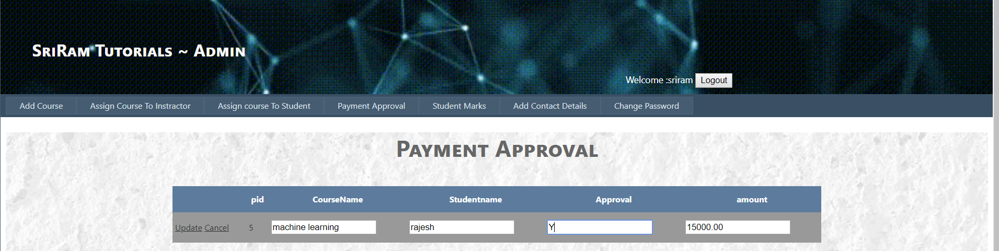 SriRam Tutorials ~ Admin
Welcome :sriram Logout
Add Course Assign Course To Instructor Assign course To Student Payment Approval Student Marks Add Contact Details Change Password
Payment Approval
pid CourseName Studentname Approval amount
Update Cancel 5 machine learning rajesh Y 15000.00